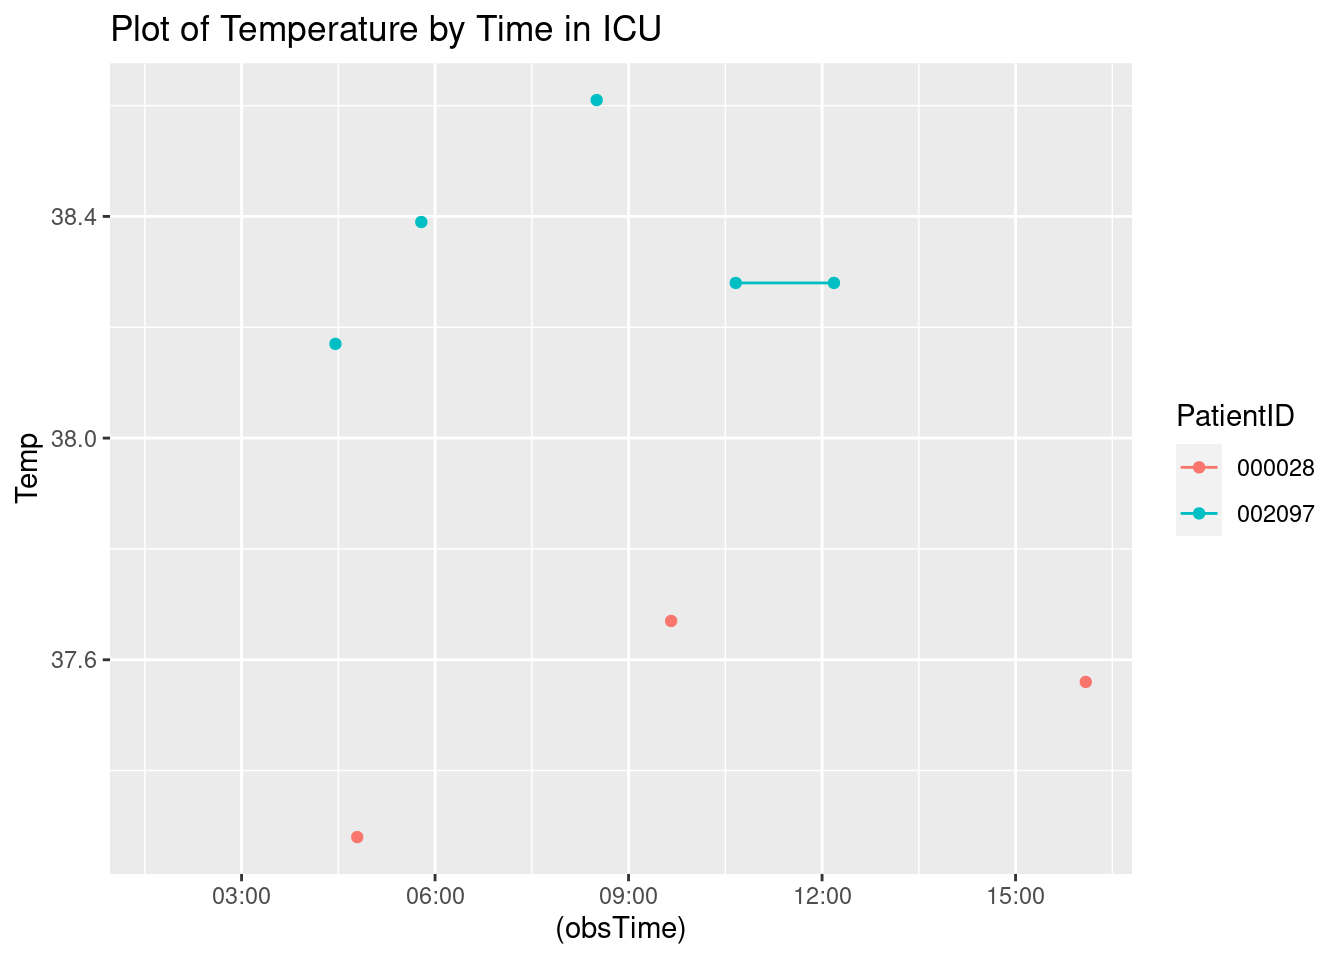 Plot of Temperature by Time in ICU
38.4
38.0
37.6
Temp
03:00 06:00 09:00 12:00 15:00
(obsTime)
PatientID
000028
002097